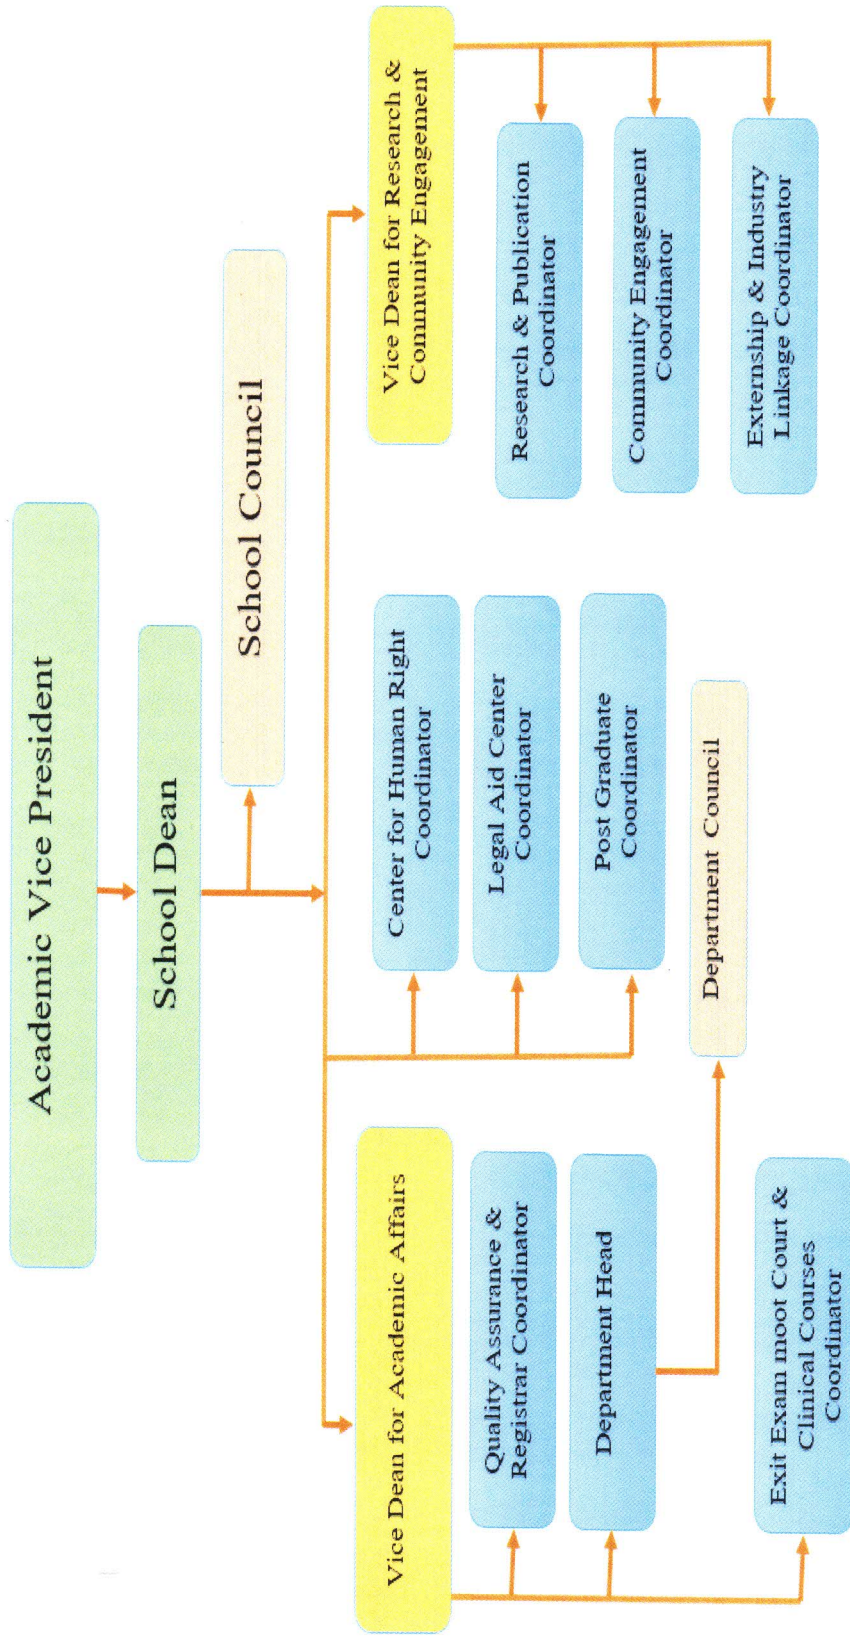 Academic Vice President
School Dean
School Council
Vice Dean for Academic Affairs
Quality Assurance &
Registrar Coordinator
Department Head
Exit Exam moot Court &
Clinical Courses
Coordinator
Department Council
Center for Human Right
Coordinator
Legal Aid Center
Coordinator
Post Graduate
Coordinator
Vice Dean for Research &
Community Engagement
Research & Publication
Coordinator
Community Engagement
Coordinator
Externship & Industry
Linkage Coordinator